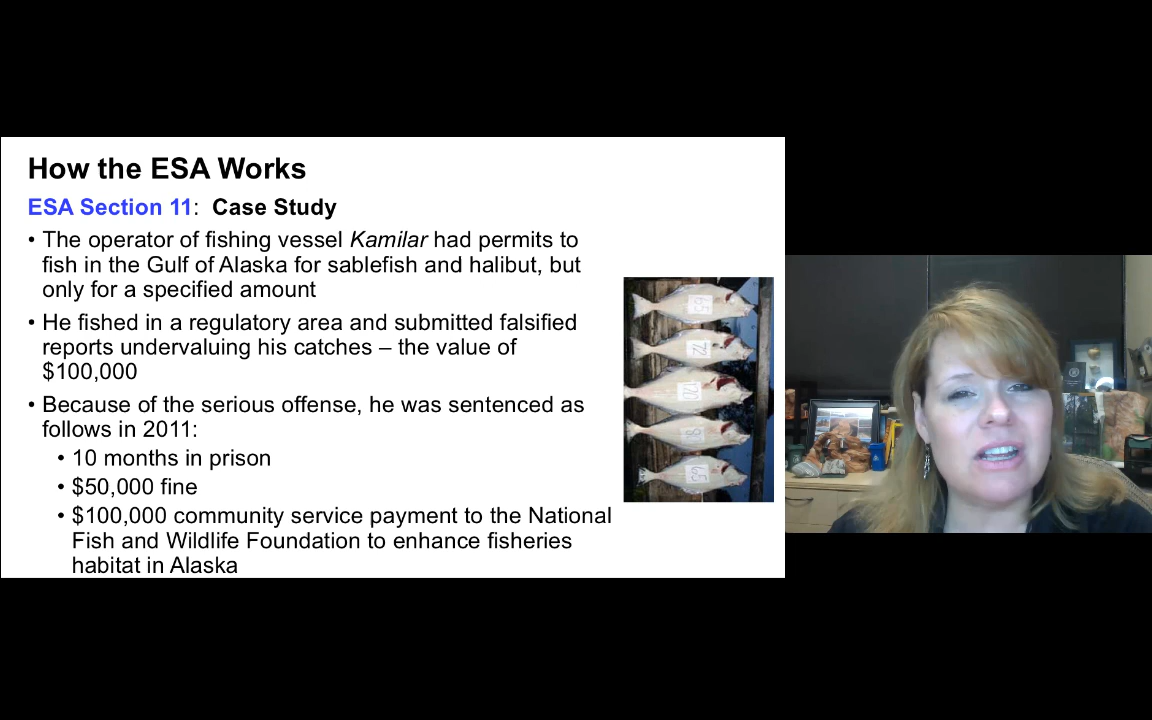 How the ESA Works
ESA Section 11:  Case Study
• The operator of fishing vessel Kamilar had permits to
fish in the Gulf of Alaska for sablefish and halibut, but
only for a specified amount
• He fished in a regulatory area and submitted falsified
reports undervaluing his catches – the value of
$100,000
• Because of the serious offense, he was sentenced as
follows in 2011:
• 10 months in prison
• $50,000 fine
• $100,000 community service payment to the National
Fish and Wildlife Foundation to enhance fisheries
habitat in Alaska
65
72
120
65